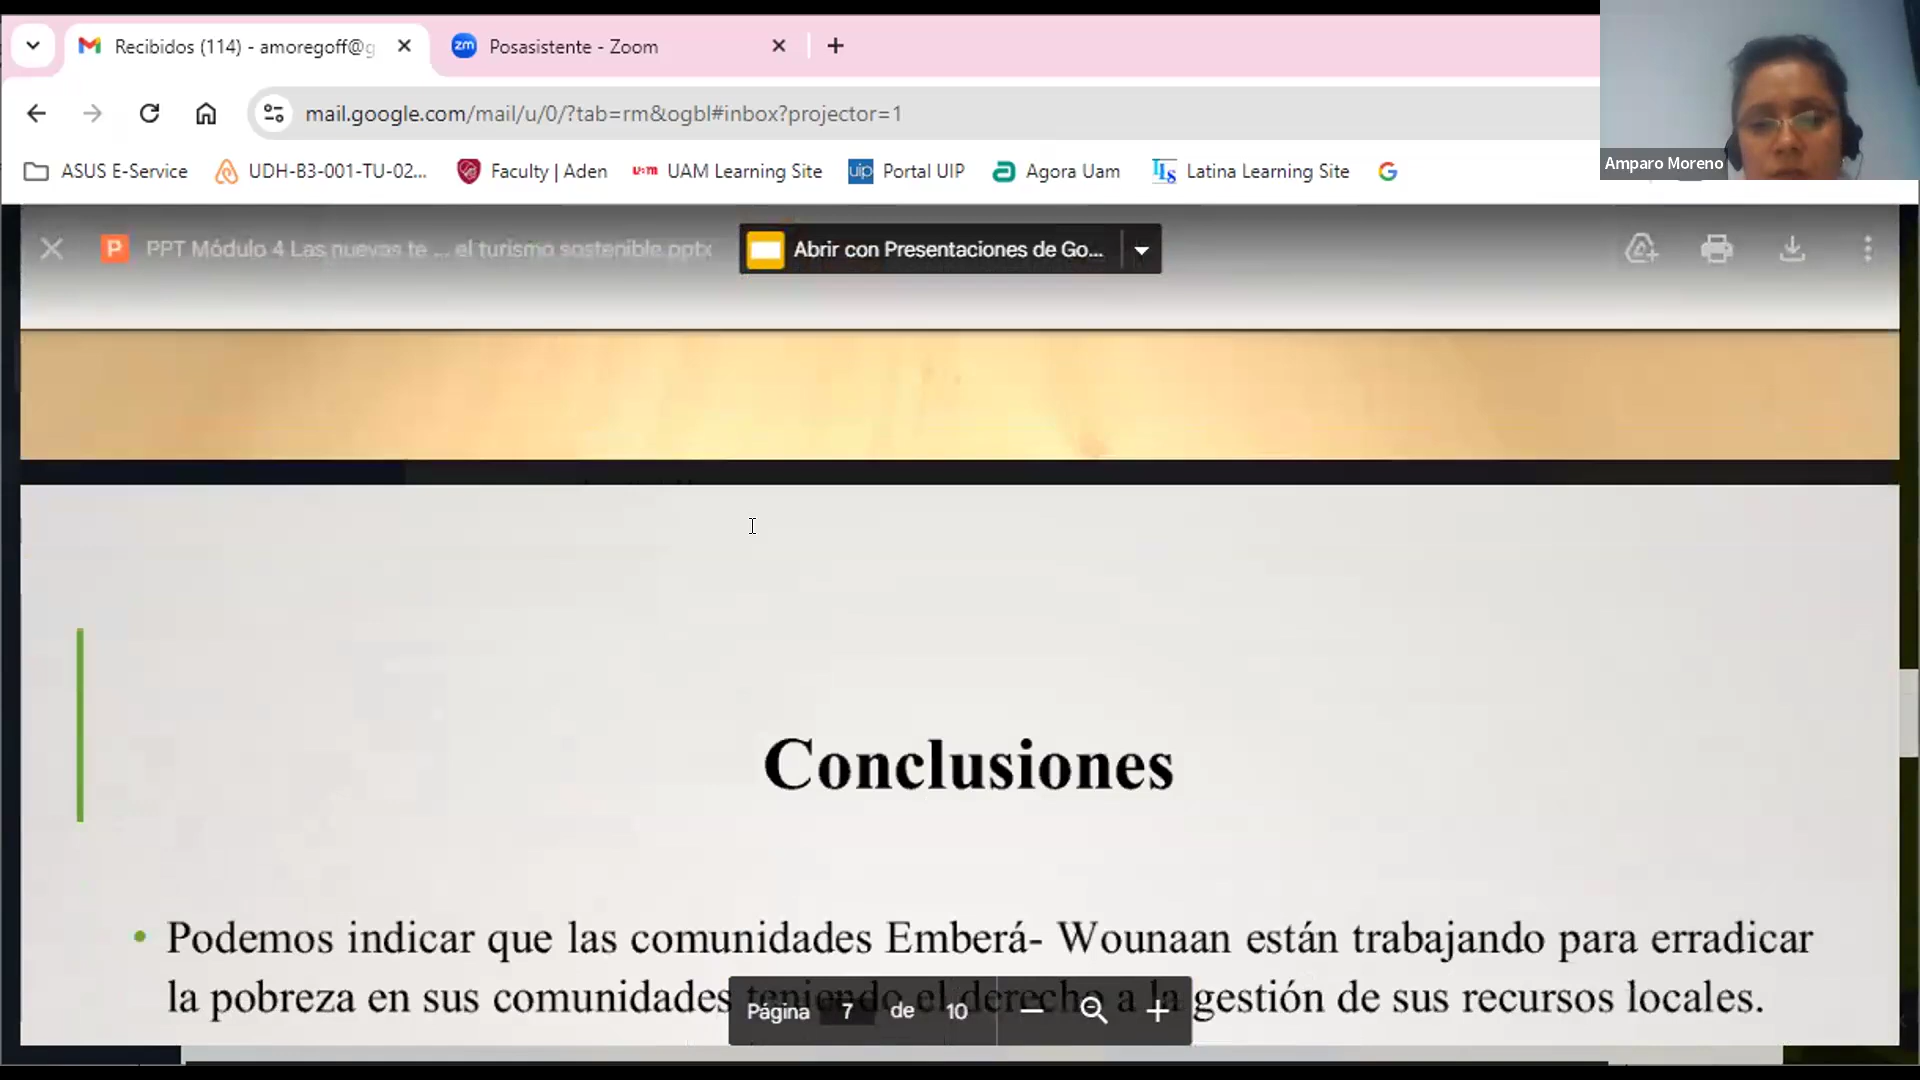 Recibidos (114) - amoregoff@g
Posasistente - Zoom
mail.google.com/mail/u/0/?tab=rm&ogbl#inbox?projector=1
ASUS E-Service
UDH-B3-001-TU-02...
Faculty | Aden
UAM Learning Site
Portal UIP
Agora Uam
Latina Learning Site
Amparo Moreno
PPT Módulo 4 Las nuevas te ... el turismo sostenible.pptx
Abrir con Presentaciones de Go...
Conclusiones
• Podemos indicar que las comunidades Emberá- Wounaan están trabajando para erradicar
la pobreza en sus comunidades teniendo el derecho a la gestión de sus recursos locales.
Página 7 de 10